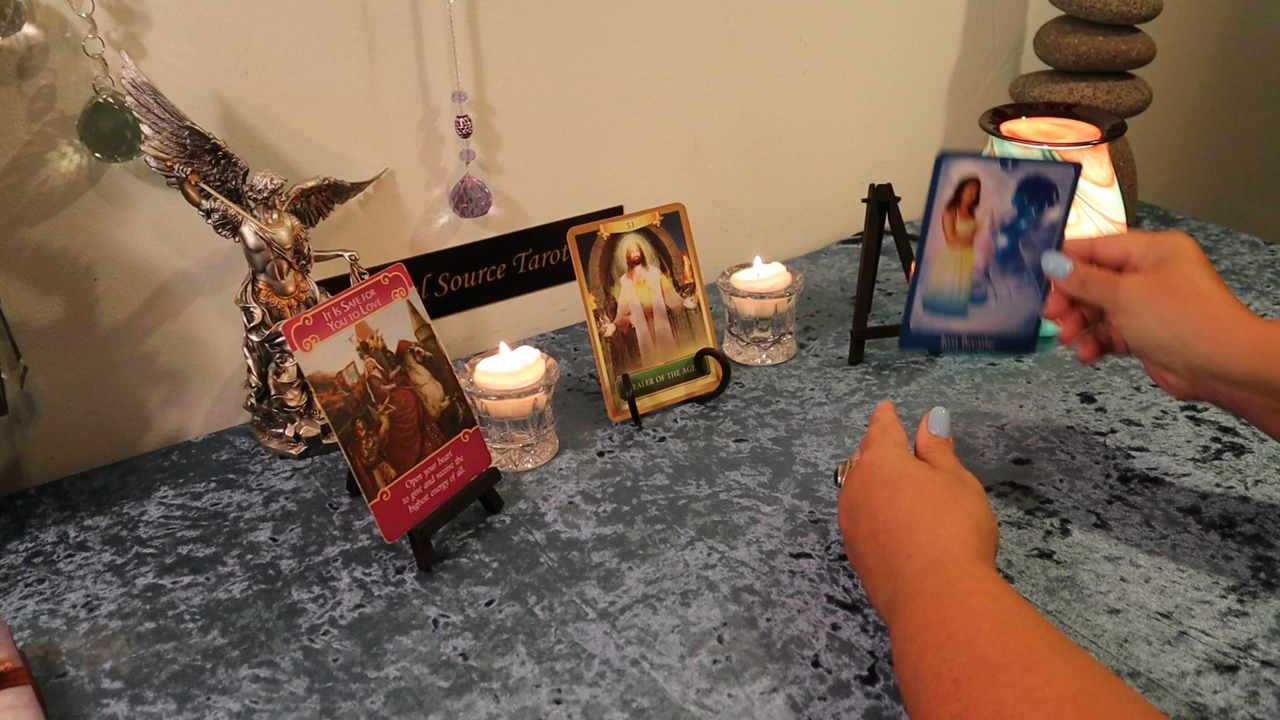 IT IS SAFE FOR
YOU TO LOVE
Open your heart
to give and receive the
highest energy of all.
l Source Tarot
51
EALER OF THE AGE